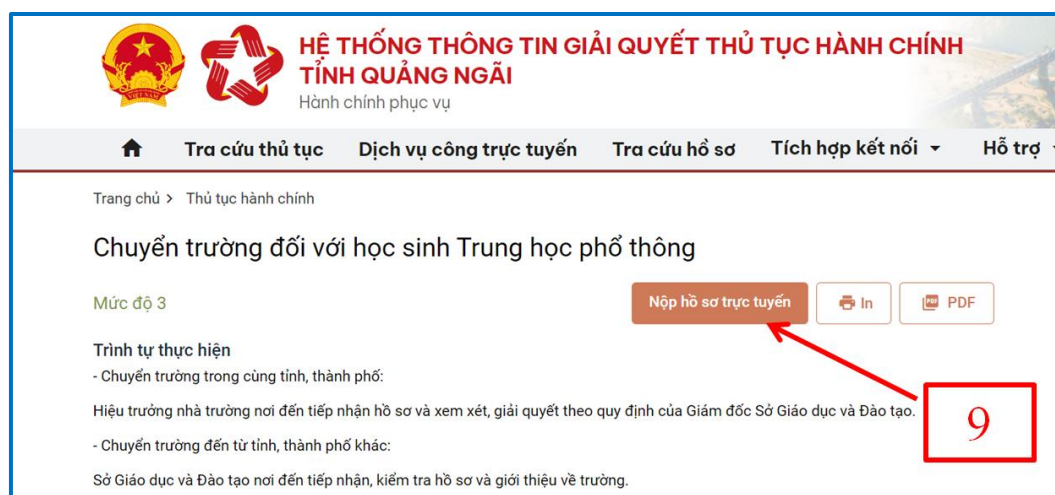 HỆ THỐNG THÔNG TIN GIẢI QUYẾT THỦ TỤC HÀNH CHÍNH
TỈNH QUẢNG NGÃI
Hành chính phục vụ
Tra cứu thủ tục Dịch vụ công trực tuyến Tra cứu hồ sơ Tích hợp kết nối Hỗ trợ
Trang chủ > Thủ tục hành chính
Chuyển trường đối với học sinh Trung học phổ thông
Mức độ 3 Nộp hồ sơ trực tuyến In PDF PDF
Trình tự thực hiện
- Chuyển trường trong cùng tỉnh, thành phố:
Hiệu trưởng nhà trường nơi đến tiếp nhận hồ sơ và xem xét, giải quyết theo quy định của Giám đốc Sở Giáo dục và Đào tạo.
9
- Chuyển trường đến từ tỉnh, thành phố khác:
Sở Giáo dục và Đào tạo nơi đến tiếp nhận, kiểm tra hồ sơ và giới thiệu về trường.